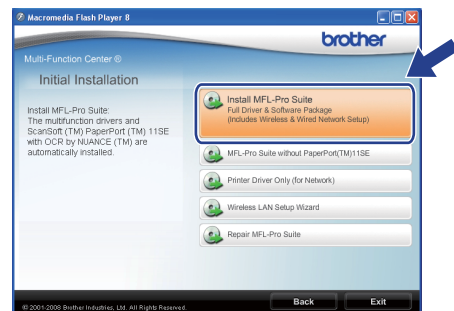 Macromedia Flash Player 8
brother
Multi-Function Center ®
Initial Installation
Install MFL-Pro Suite:
The multifunction drivers and
ScanSoft (TM) PaperPort (TM) 11SE
with OCR by NUANCE (TM) are
automatically installed.
Install MFL-Pro Suite
Full Driver & Software Package
(Includes Wireless & Wired Network Setup)
MFL-Pro Suite without PaperPort(TM)11SE
Printer Driver Only (for Network)
Wireless LAN Setup Wizard
Repair MFL-Pro Suite
© 2001-2008 Brother Industries, Ltd. All Rights Reserved.
Back
Exit